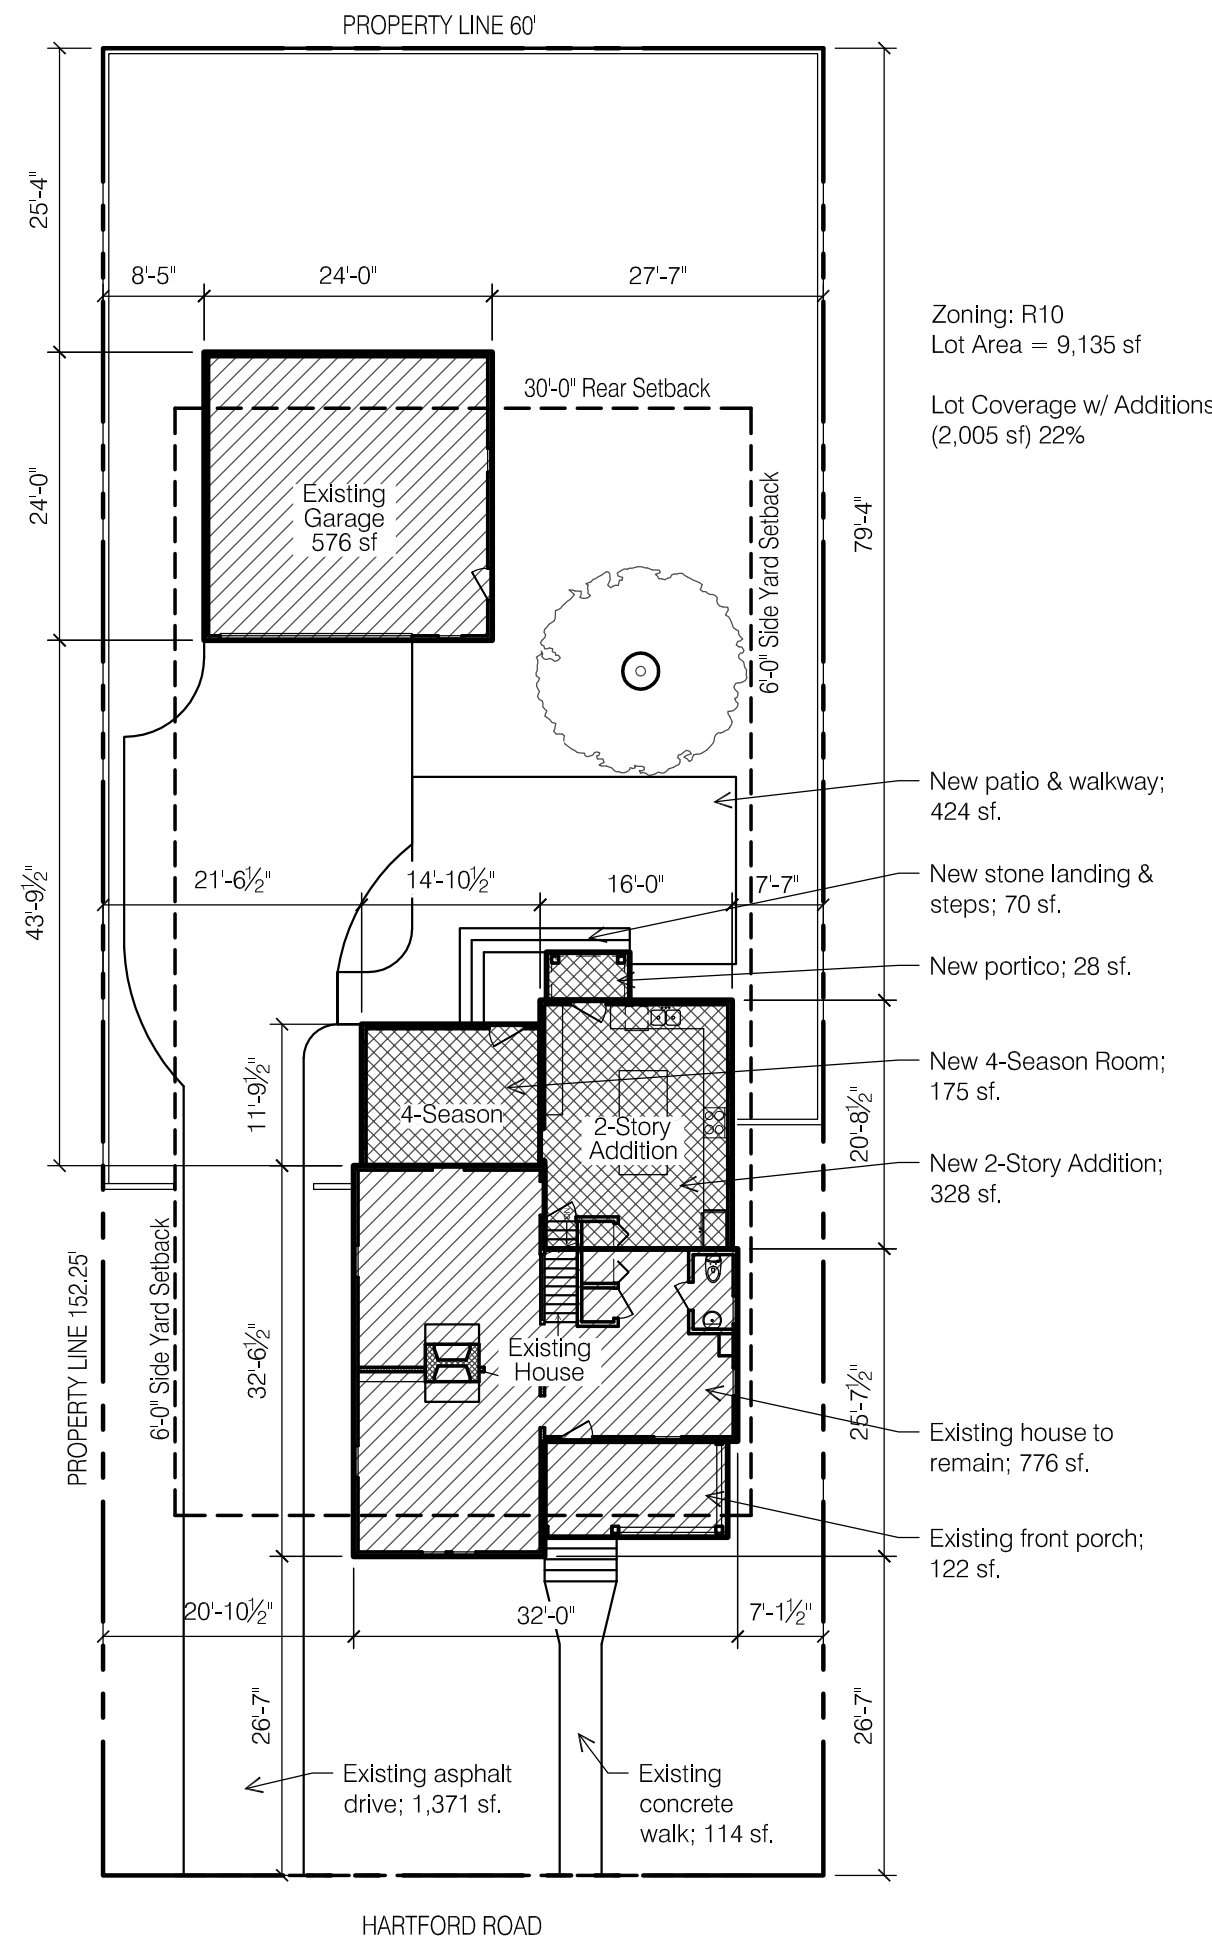 PROPERTY LINE 60'
25'-4"
8'-5"
24'-0"
27'-7"
Zoning: R10
Lot Area = 9,135 sf
Lot Coverage w/ Additions
(2,005 sf) 22%
30'-0" Rear Setback
24'-0"
Existing
Garage
576 sf
6'-0" Side Yard Setback
79'-4"
New patio & walkway;
424 sf.
43'-9½"
21'-6½"
14'-10½"
16'-0"
7'-7"
New stone landing &
steps; 70 sf.
New portico; 28 sf.
11'-9½"
4-Season
2-Story
Addition
20'-8½"
New 4-Season Room;
175 sf.
New 2-Story Addition;
328 sf.
PROPERTY LINE 152.25'
6'-0" Side Yard Setback
32'-6½"
Existing
House
25'-7½"
Existing house to
remain; 776 sf.
Existing front porch;
122 sf.
20'-10½"
32'-0"
7'-1½"
26'-7"
26'-7"
Existing asphalt
drive; 1,371 sf.
Existing
concrete
walk; 114 sf.
HARTFORD ROAD